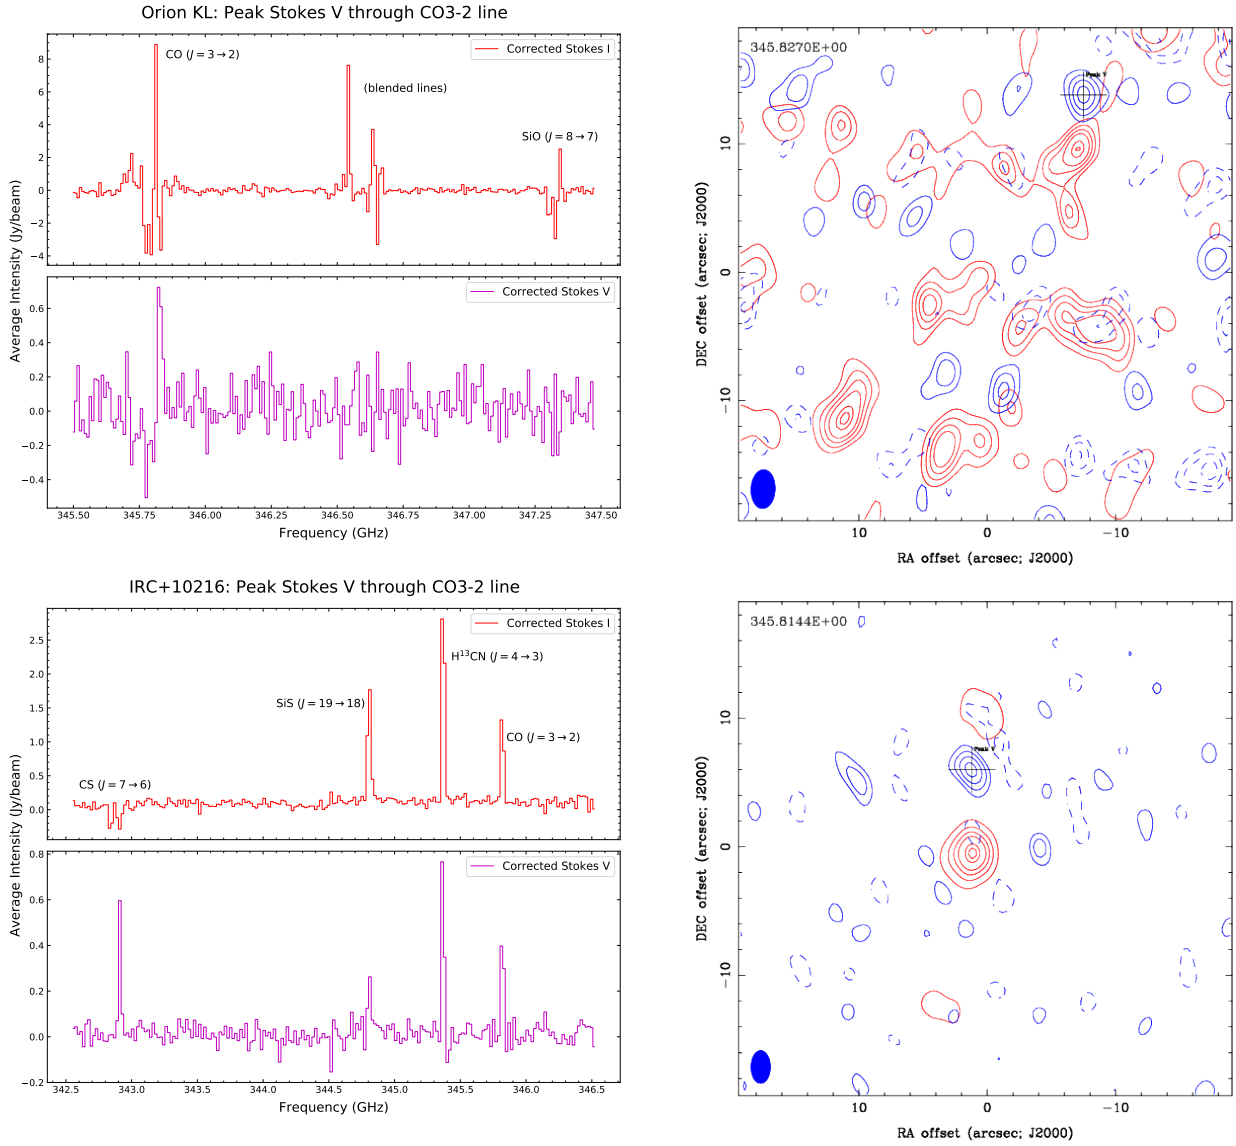 Orion KL: Peak Stokes V through CO3-2 line
Corrected Stokes I
CO (J = 3 → 2)
(blended lines)
SiO (J = 8 → 7)
8
6
4
2
0
−2
−4
Average Intensity (Jy/beam)
Corrected Stokes V
0.6
0.4
0.2
0.0
−0.2
−0.4
345.50 345.75 346.00 346.25 346.50 346.75 347.00 347.25 347.50
Frequency (GHz)
345.8270E+00
Peak V
10
0
−10
DEC offset (arcsec; J2000)
10 0 −10
RA offset (arcsec; J2000)
IRC+10216: Peak Stokes V through CO3-2 line
Corrected Stokes I
H¹³CN (J = 4 → 3)
SiS (J = 19 → 18)
CO (J = 3 → 2)
CS (J = 7 → 6)
2.5
2.0
1.5
1.0
0.5
0.0
Average Intensity (Jy/beam)
Corrected Stokes V
0.8
0.6
0.4
0.2
0.0
−0.2
342.5 343.0 343.5 344.0 344.5 345.0 345.5 346.0 346.5
Frequency (GHz)
345.8144E+00
Peak V
10
0
−10
DEC offset (arcsec; J2000)
10 0 −10
RA offset (arcsec; J2000)